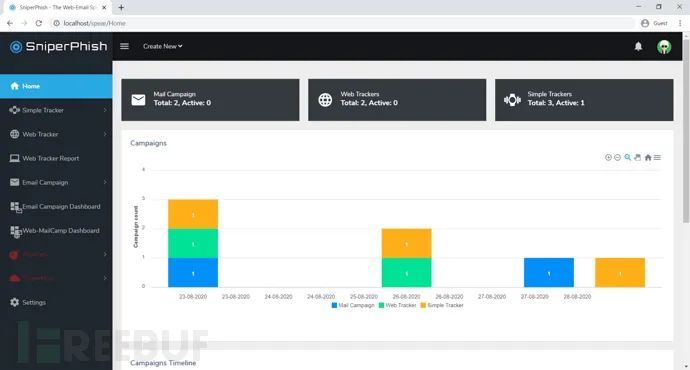 SniperPhish - The Web-Email Sp
localhost/spear/Home
Guest
SniperPhish
Create New
Home
Simple Tracker
Web Tracker
Web Tracker Report
Email Campaign
Email Campaign Dashboard
Web-MailCamp Dashboard
Settings
Mail Campaign
Total: 2, Active: 0
Web Trackers
Total: 2, Active: 0
Simple Trackers
Total: 3, Active: 1
Campaigns
Campaign count
4
3
2
1
0
1
1
1
1
1
1
1
23-08-2020 23-08-2020 24-08-2020 24-08-2020 25-08-2020 26-08-2020 26-08-2020 27-08-2020 27-08-2020 28-08-2020
Mail Campaign Web Tracker Simple Tracker
Campaigns Timeline
REEBUF